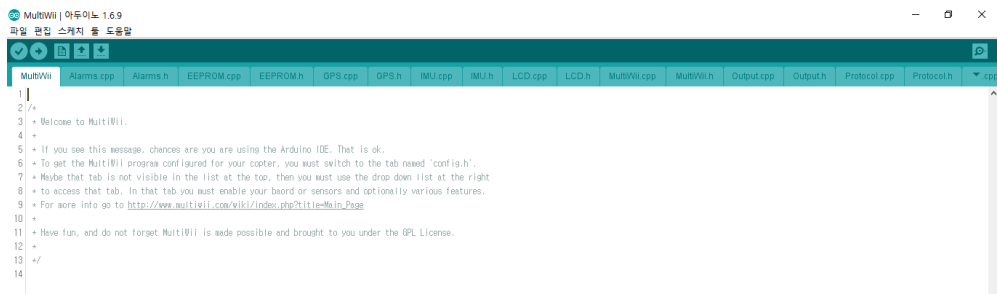 MultiWii | 아두이노 1.6.9
파일 편집 스케치 툴 도움말
MultiWii Alarms.cpp Alarms.h EEPROM.cpp EEPROM.h GPS.cpp GPS.h IMU.cpp IMU.h LCD.cpp LCD.h MultiWii.cpp MultiWii.h Output.cpp Output.h Protocol.cpp Protocol.h .cpp
1
2 /*
3 * Welcome to MultiWii.
4 *
5 * If you see this message, chances are you are using the Arduino IDE. That is ok.
6 * To get the MultiWii program configured for your copter, you must switch to the tab named 'config.h'.
7 * Maybe that tab is not visible in the list at the top, then you must use the drop down list at the right
8 * to access that tab. In that tab you must enable your baord or sensors and optionally various features.
9 * For more info go to http://www.multiwii.com/wiki/index.php?title=Main_Page
10 *
11 * Have fun, and do not forget MultiWii is made possible and brought to you under the GPL License.
12 *
13 */
14